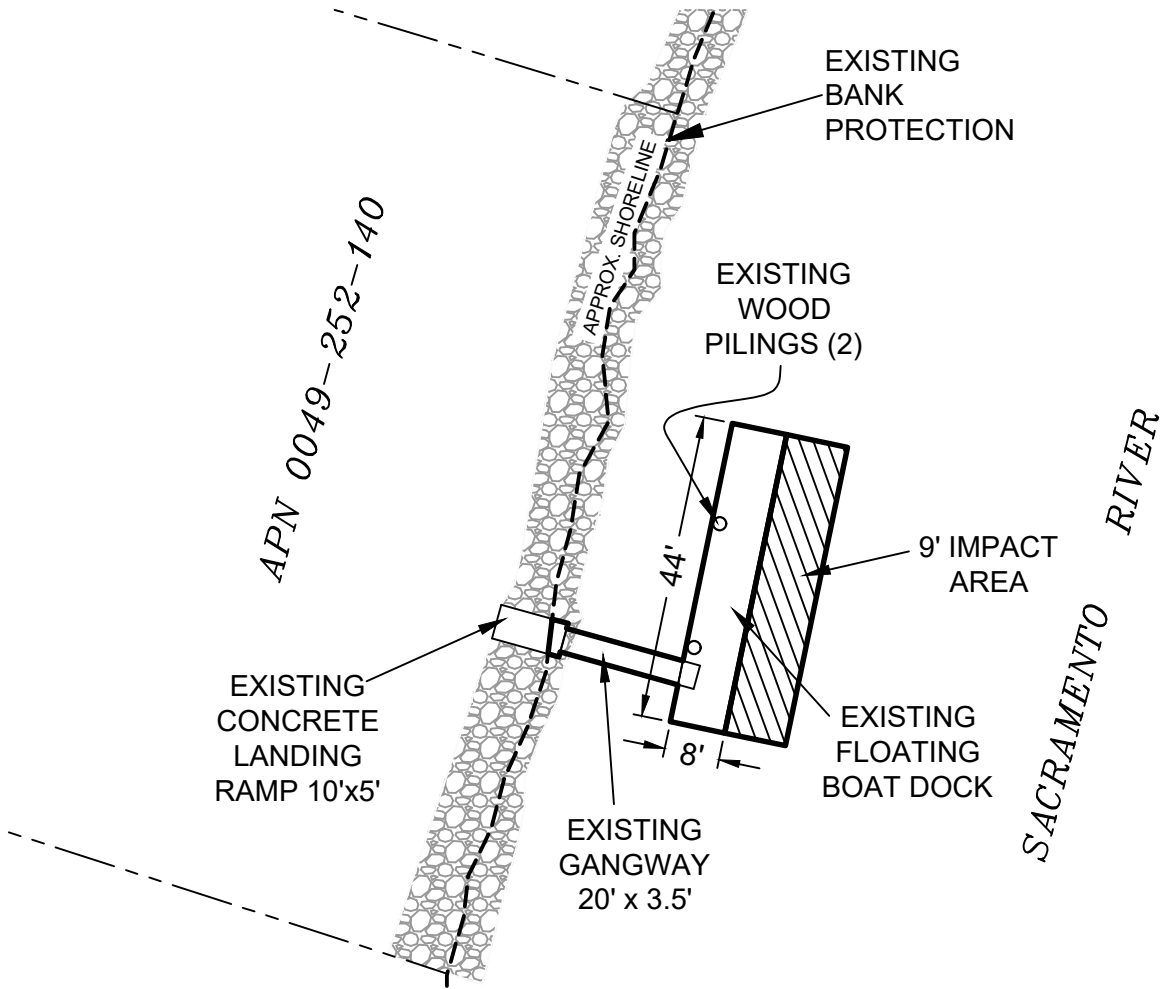 EXISTING
BANK
PROTECTION
APPROX. SHORELINE
APN 0049-252-140
EXISTING
WOOD
PILINGS (2)
44'
9' IMPACT
AREA
SACRAMENTO RIVER
EXISTING
CONCRETE
LANDING
RAMP 10'x5'
8'
EXISTING
FLOATING
BOAT DOCK
EXISTING
GANGWAY
20' x 3.5'